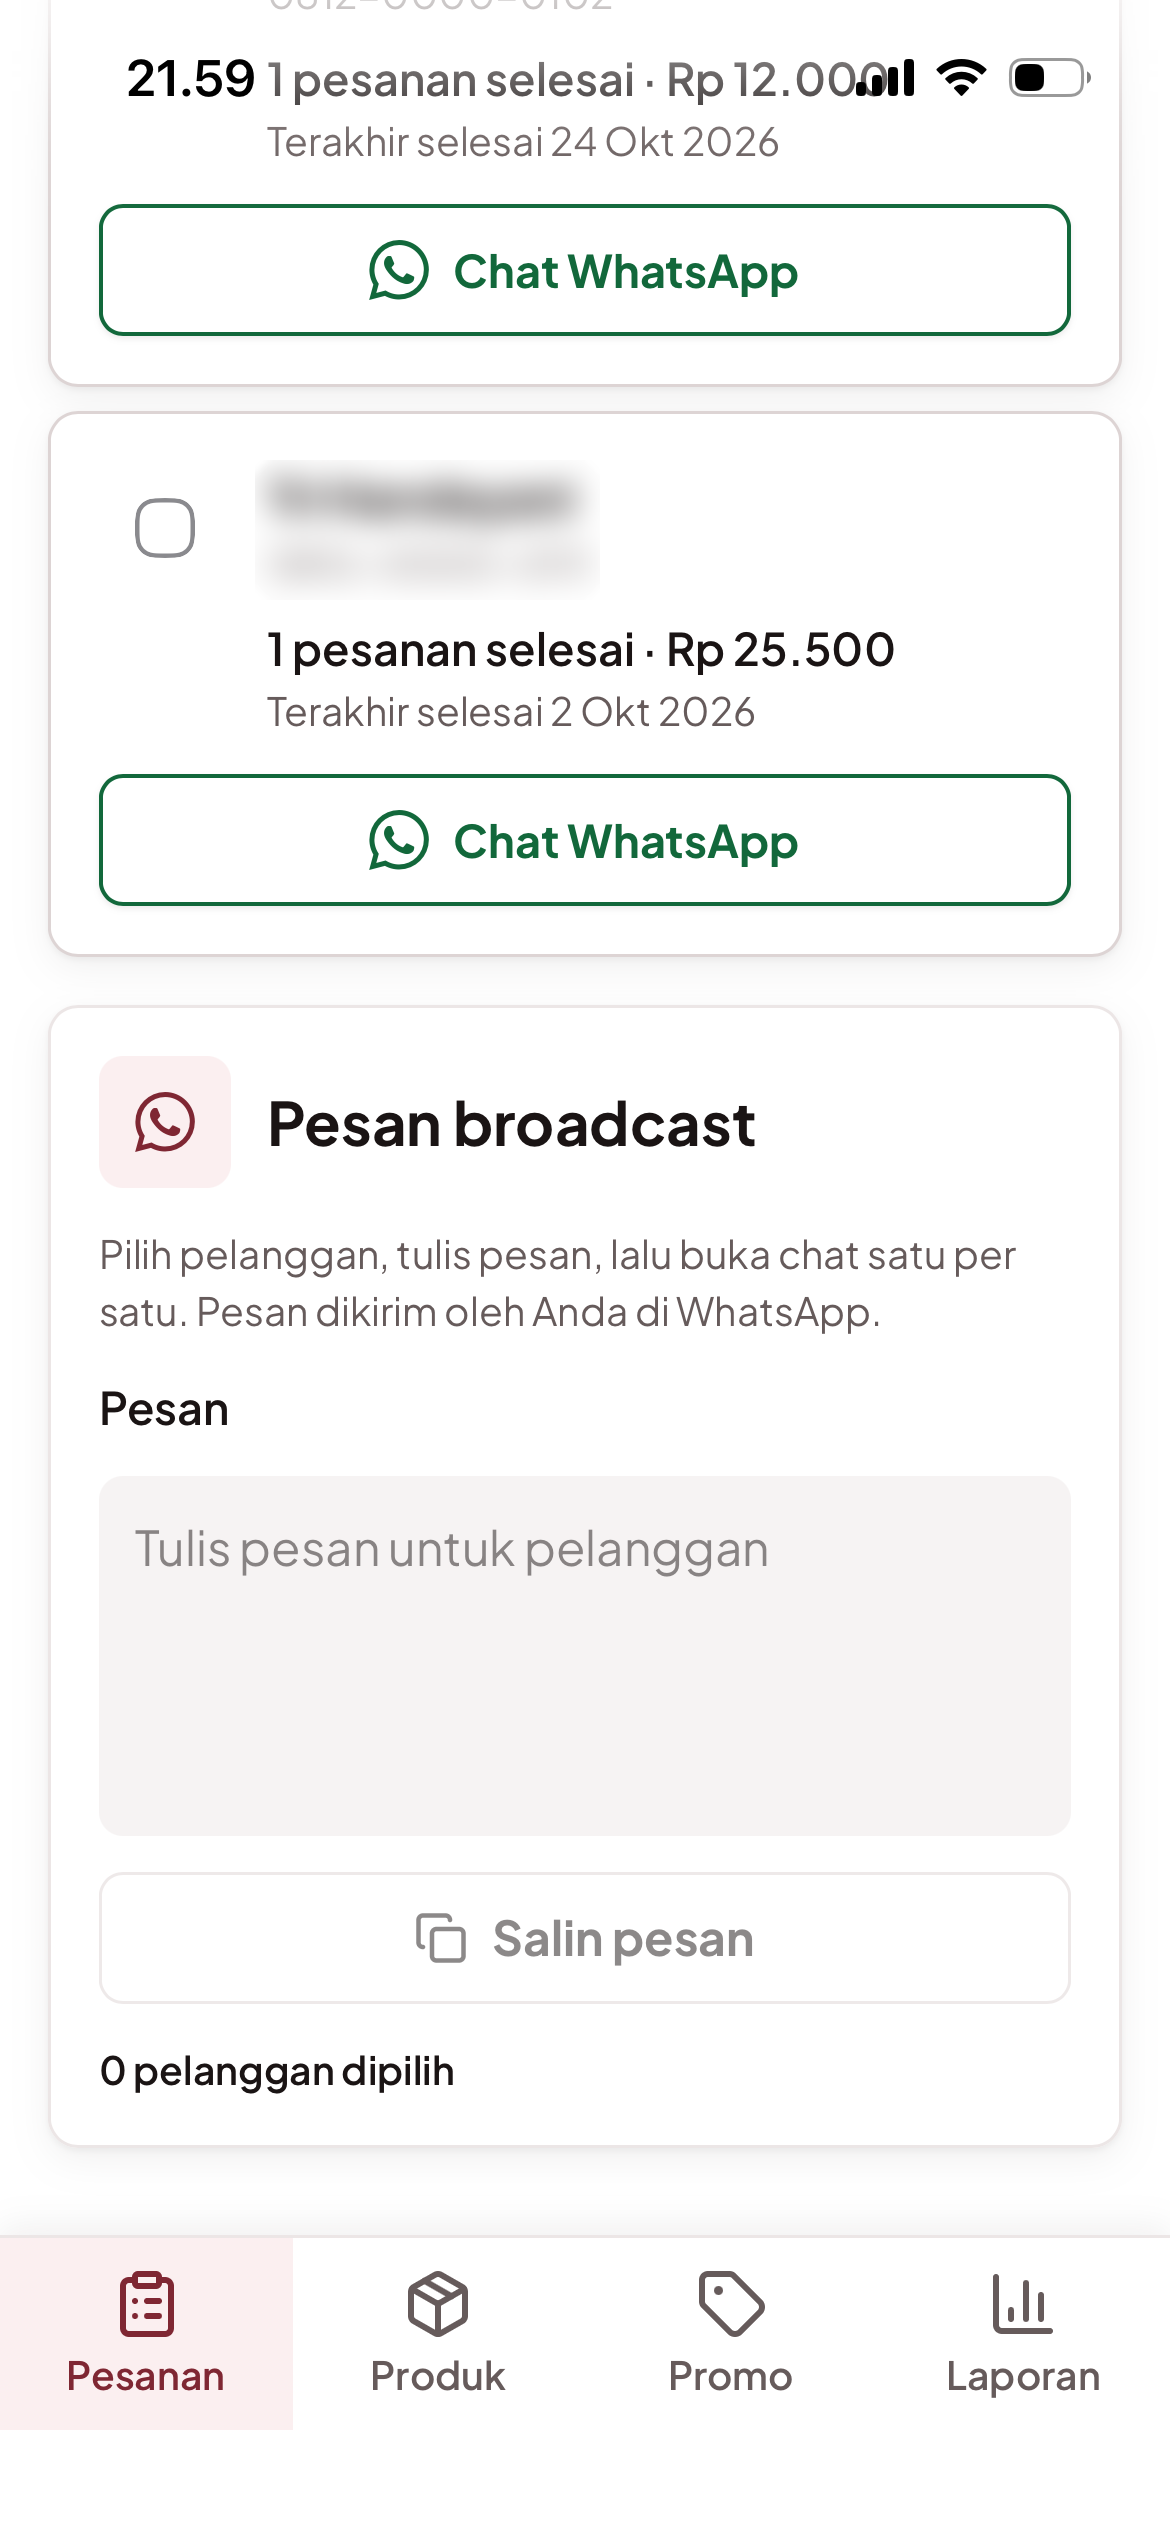 21.59
1 pesanan selesai · Rp 12.000
Terakhir selesai 24 Okt 2026
Chat WhatsApp
1 pesanan selesai · Rp 25.500
Terakhir selesai 2 Okt 2026
Chat WhatsApp
Pesan broadcast
Pilih pelanggan, tulis pesan, lalu buka chat satu per
satu. Pesan dikirim oleh Anda di WhatsApp.
Pesan
Tulis pesan untuk pelanggan
Salin pesan
0 pelanggan dipilih
Pesanan
Produk
Promo
Laporan